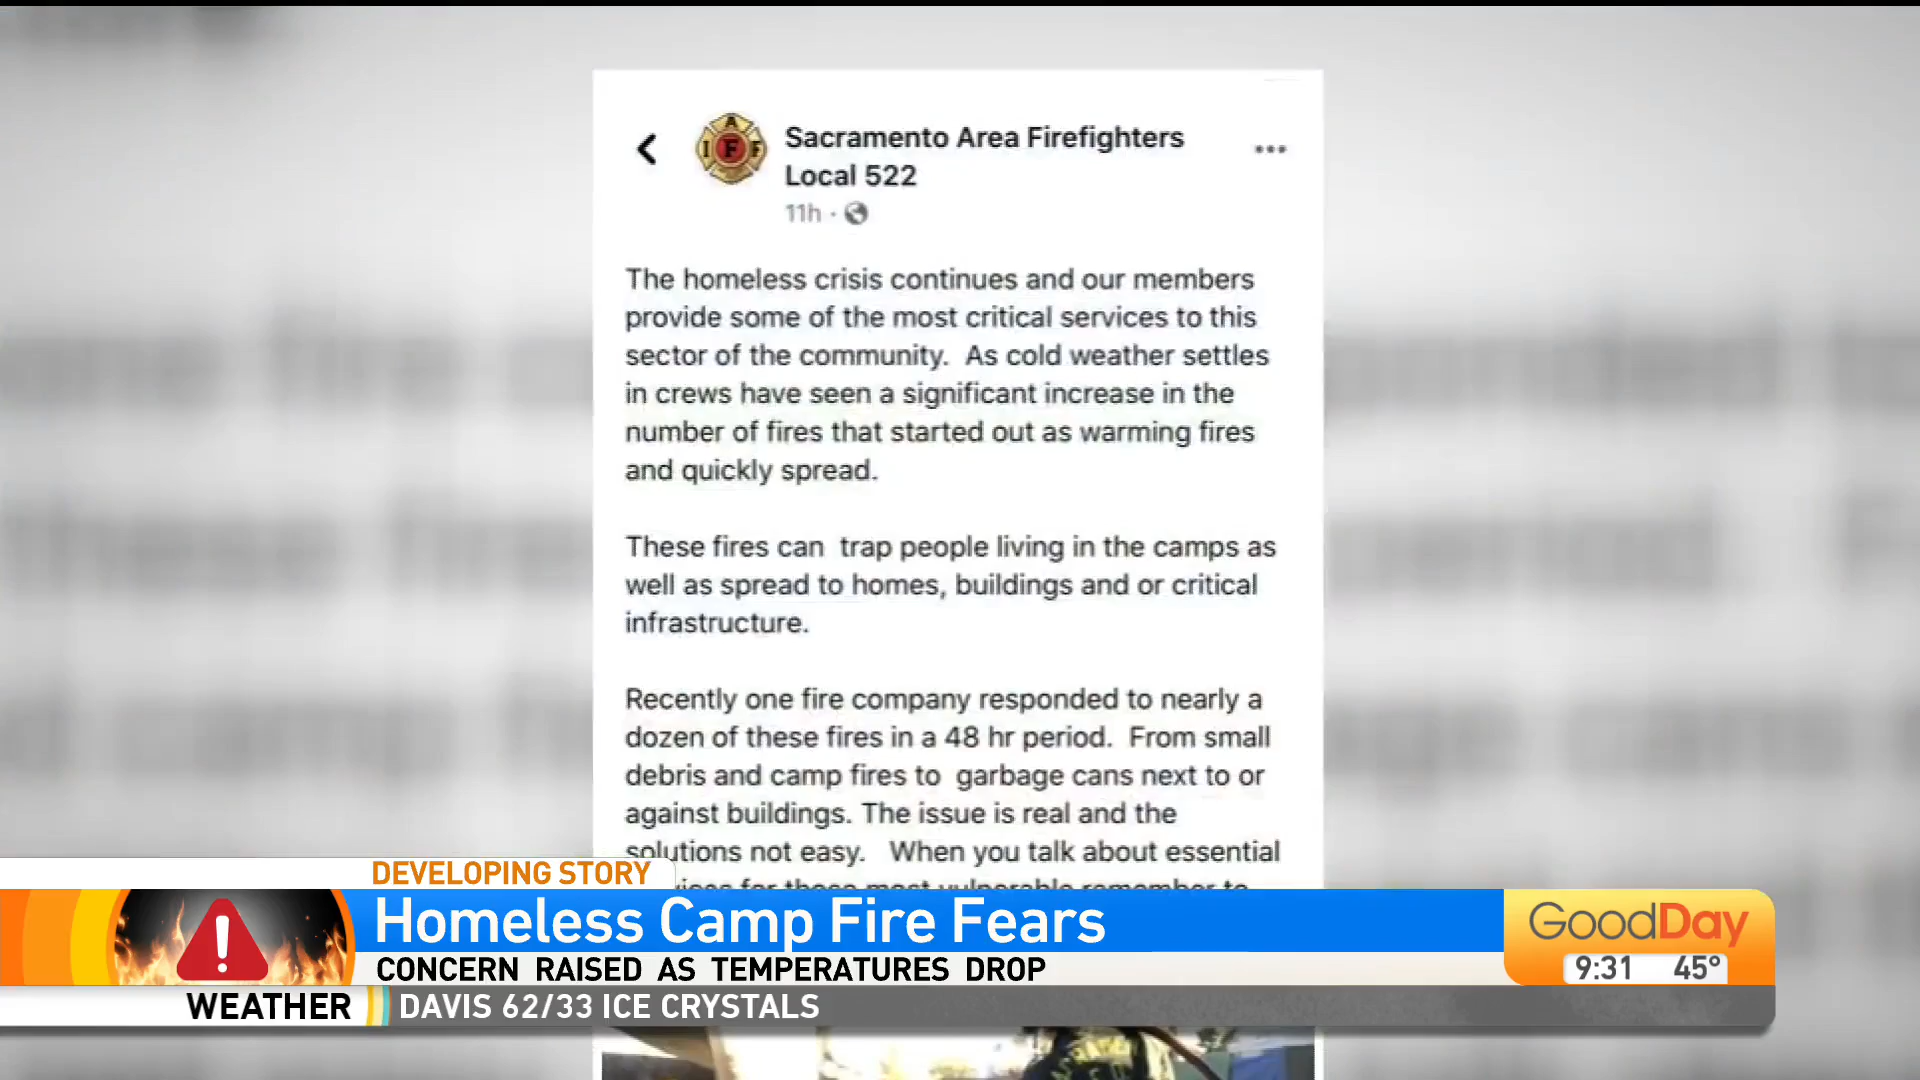 Sacramento Area Firefighters
Local 522
11h ·
The homeless crisis continues and our members
provide some of the most critical services to this
sector of the community.  As cold weather settles
in crews have seen a significant increase in the
number of fires that started out as warming fires
and quickly spread.
These fires can  trap people living in the camps as
well as spread to homes, buildings and or critical
infrastructure.
Recently one fire company responded to nearly a
dozen of these fires in a 48 hr period.  From small
debris and camp fires to  garbage cans next to or
against buildings. The issue is real and the
solutions not easy.   When you talk about essential
for these most vulnerable remember to
DEVELOPING STORY
Homeless Camp Fire Fears
CONCERN RAISED AS TEMPERATURES DROP
GoodDay
9:31 45°
WEATHER DAVIS 62/33 ICE CRYSTALS